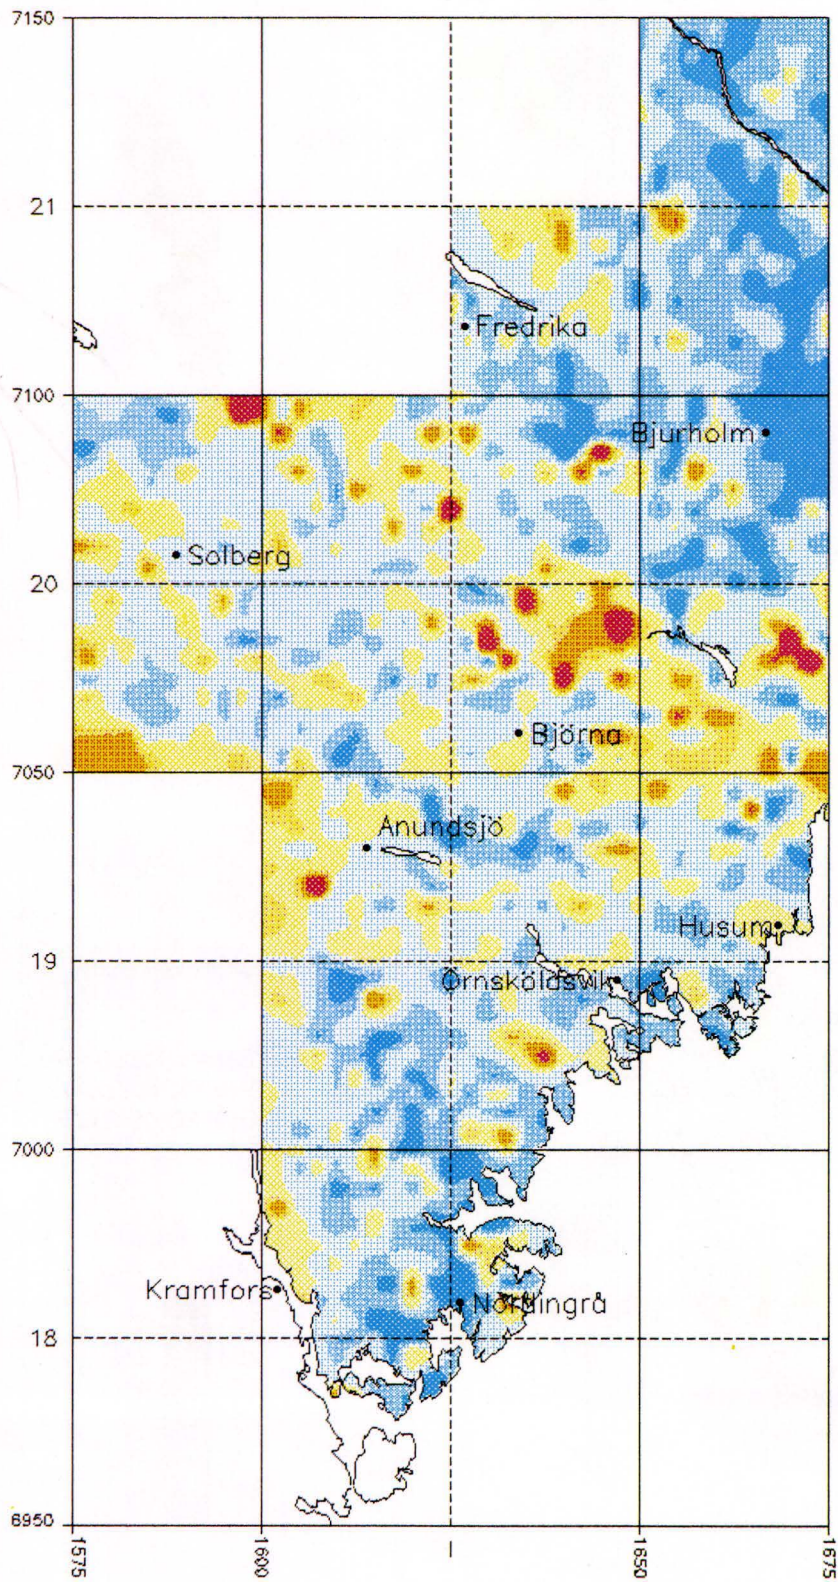 7150
21
Fredrika
7100
Bjurholm
Solberg
20
Björna
7050
Anundsjö
Husum
19
Örnsköldsvik
7000
Kramfors
Nordingrå
18
6950
1575
1600
I
1650
1675